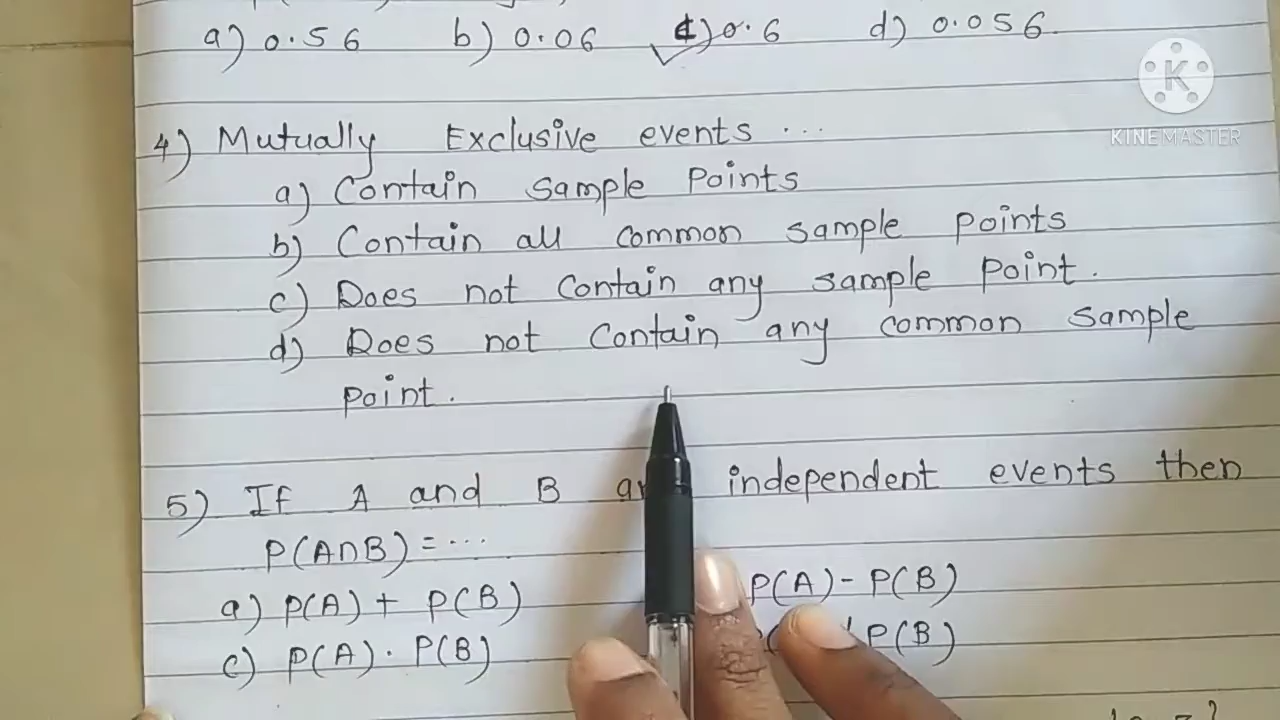 a) 0.56 b) 0.06 c) 0.6 d) 0.056
K
KINEMASTER
4) Mutually Exclusive events ...
a) Contain sample Points
b) Contain all common sample points
c) Does not contain any sample point.
d) Does not contain any common sample
point.
5) If A and B independent events then
P(A∩B) = ...
a) P(A) + P(B) P(A) - P(B)
c) P(A) . P(B) P(B)